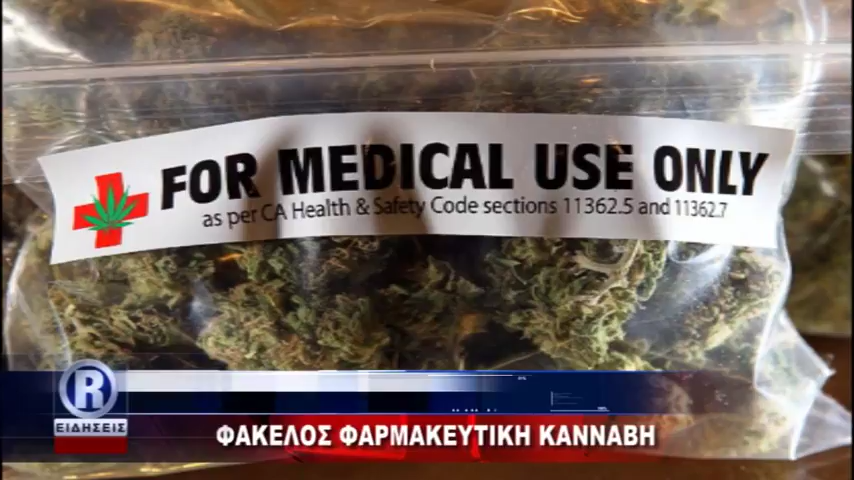 FOR MEDICAL USE ONLY
as per CA Health & Safety Code sections 11362.5 and 11362.7
R
ΕΙΔΗΣΕΙΣ
ΦΑΚΕΛΟΣ ΦΑΡΜΑΚΕΥΤΙΚΗ ΚΑΝΝΑΒΗ